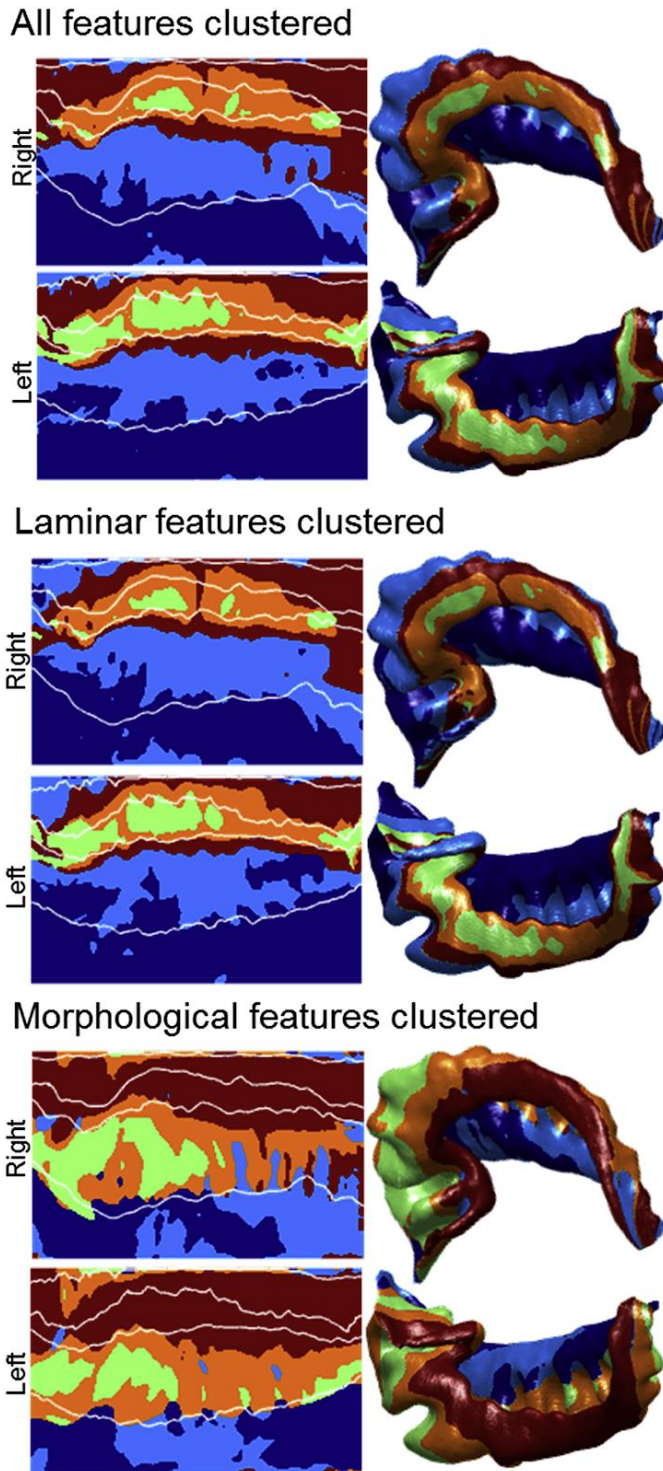 All features clustered
Right
Left
Laminar features clustered
Right
Left
Morphological features clustered
Right
Left